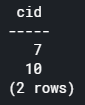 cid
-----
7
10
(2 rows)